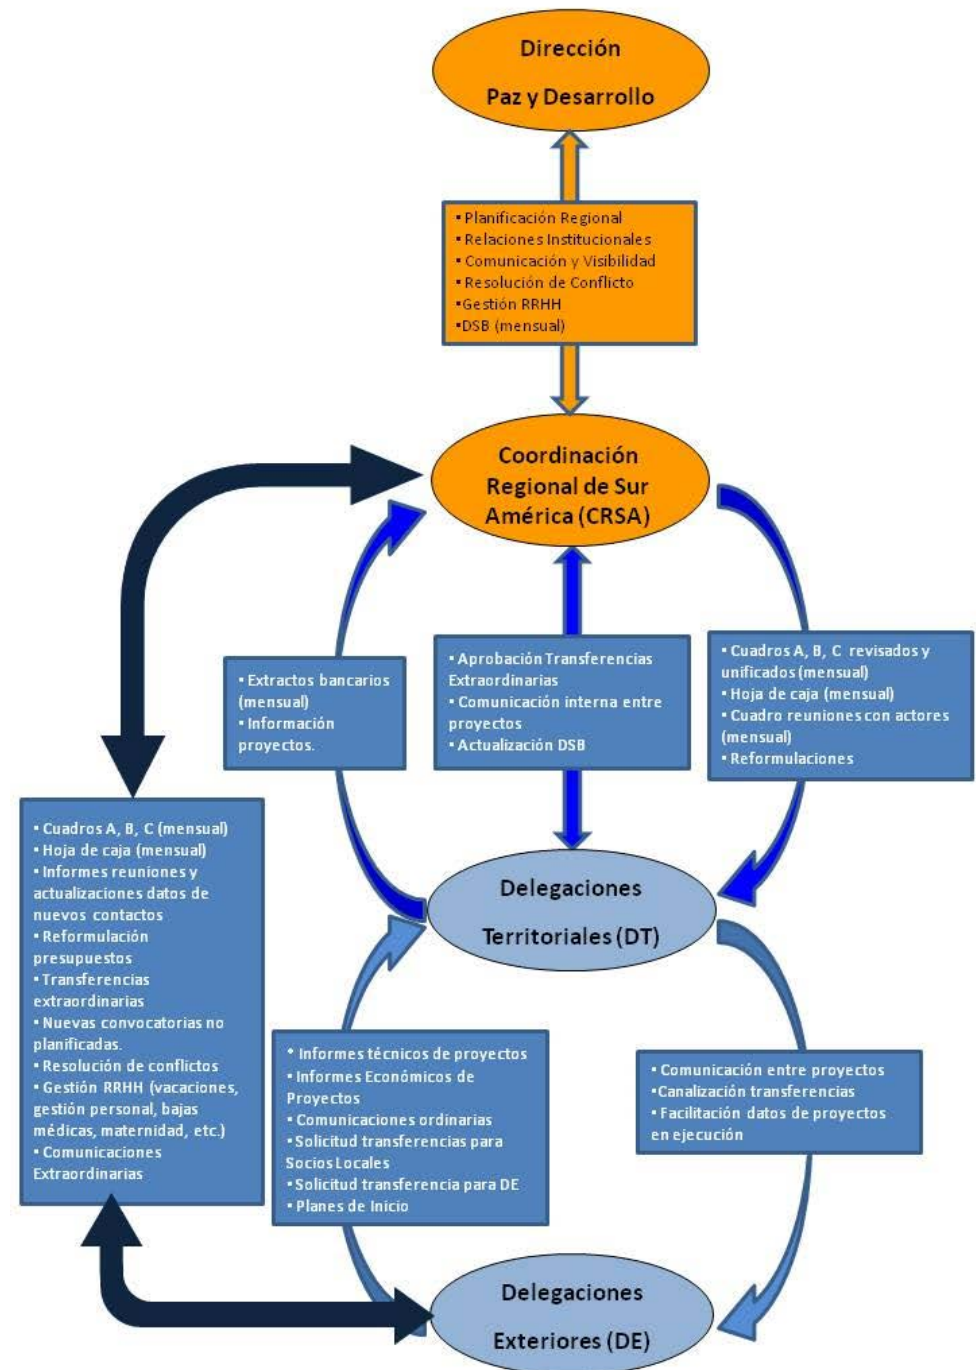 Dirección
Paz y Desarrollo
▪ Planificación Regional
▪ Relaciones Institucionales
▪ Comunicación y Visibilidad
▪ Resolución de Conflicto
▪Gestión RRHH
▪DSB (mensual)
Coordinación
Regional de Sur
América (CRSA)
▪ Extractos bancarios
(mensual)
▪ Información
proyectos.
▪ Aprobación Transferencias
Extraordinarias
▪ Comunicación interna entre
proyectos
▪ Actualización DSB
▪ Cuadros A, B, C revisados y
unificados (mensual)
▪ Hoja de caja (mensual)
▪ Cuadro reuniones con actores
(mensual)
▪ Reformulaciones
▪ Cuadros A, B, C (mensual)
▪ Hoja de caja (mensual)
▪ Informes reuniones y
actualizaciones datos de
nuevos contactos
▪ Reformulación
presupuestos
▪ Transferencias
extraordinarias
▪ Nuevas convocatorias no
planificadas.
▪ Resolución de conflictos
▪ Gestión RRHH (vacaciones,
gestión personal, bajas
médicas, maternidad, etc.)
▪ Comunicaciones
Extraordinarias
Delegaciones
Territoriales (DT)
▪ Informes técnicos de proyectos
▪ Informes Económicos de
Proyectos
▪ Comunicaciones ordinarias
▪ Solicitud transferencias para
Socios Locales
▪ Solicitud transferencia para DE
▪ Planes de Inicio
▪ Comunicación entre proyectos
▪Canalización transferencias
▪ Facilitación datos de proyectos
en ejecución
Delegaciones
Exteriores (DE)